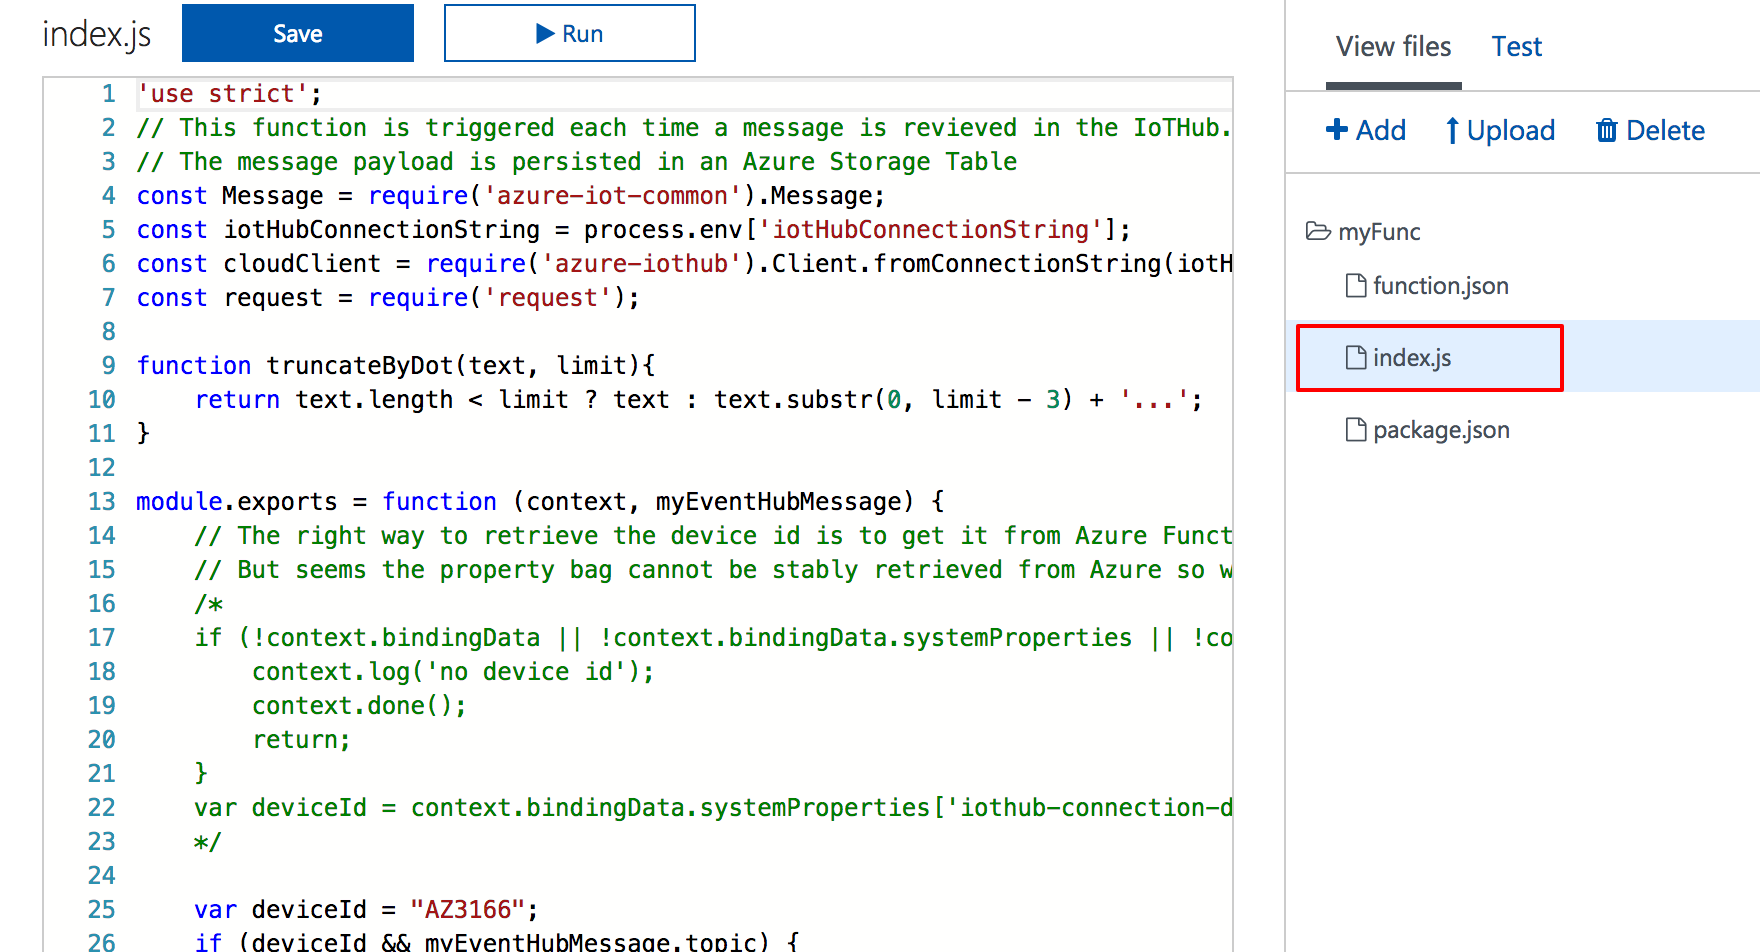 index.js
Save
Run
1 'use strict';
2 // This function is triggered each time a message is revieved in the IoTHub.
3 // The message payload is persisted in an Azure Storage Table
4 const Message = require('azure-iot-common').Message;
5 const iotHubConnectionString = process.env['iotHubConnectionString'];
6 const cloudClient = require('azure-iothub').Client.fromConnectionString(iotH
7 const request = require('request');
8
9 function truncateByDot(text, limit){
10 return text.length < limit ? text : text.substr(0, limit - 3) + '...';
11 }
12
13 module.exports = function (context, myEventHubMessage) {
14 // The right way to retrieve the device id is to get it from Azure Funct
15 // But seems the property bag cannot be stably retrieved from Azure so w
16 /*
17 if (!context.bindingData || !context.bindingData.systemProperties || !co
18 context.log('no device id');
19 context.done();
20 return;
21 }
22 var deviceId = context.bindingData.systemProperties['iothub-connection-d
23 */
24
25 var deviceId = "AZ3166";
26 if (deviceId && myEventHubMessage.topic) {
View files
Test
Add
Upload
Delete
myFunc
function.json
index.js
package.json